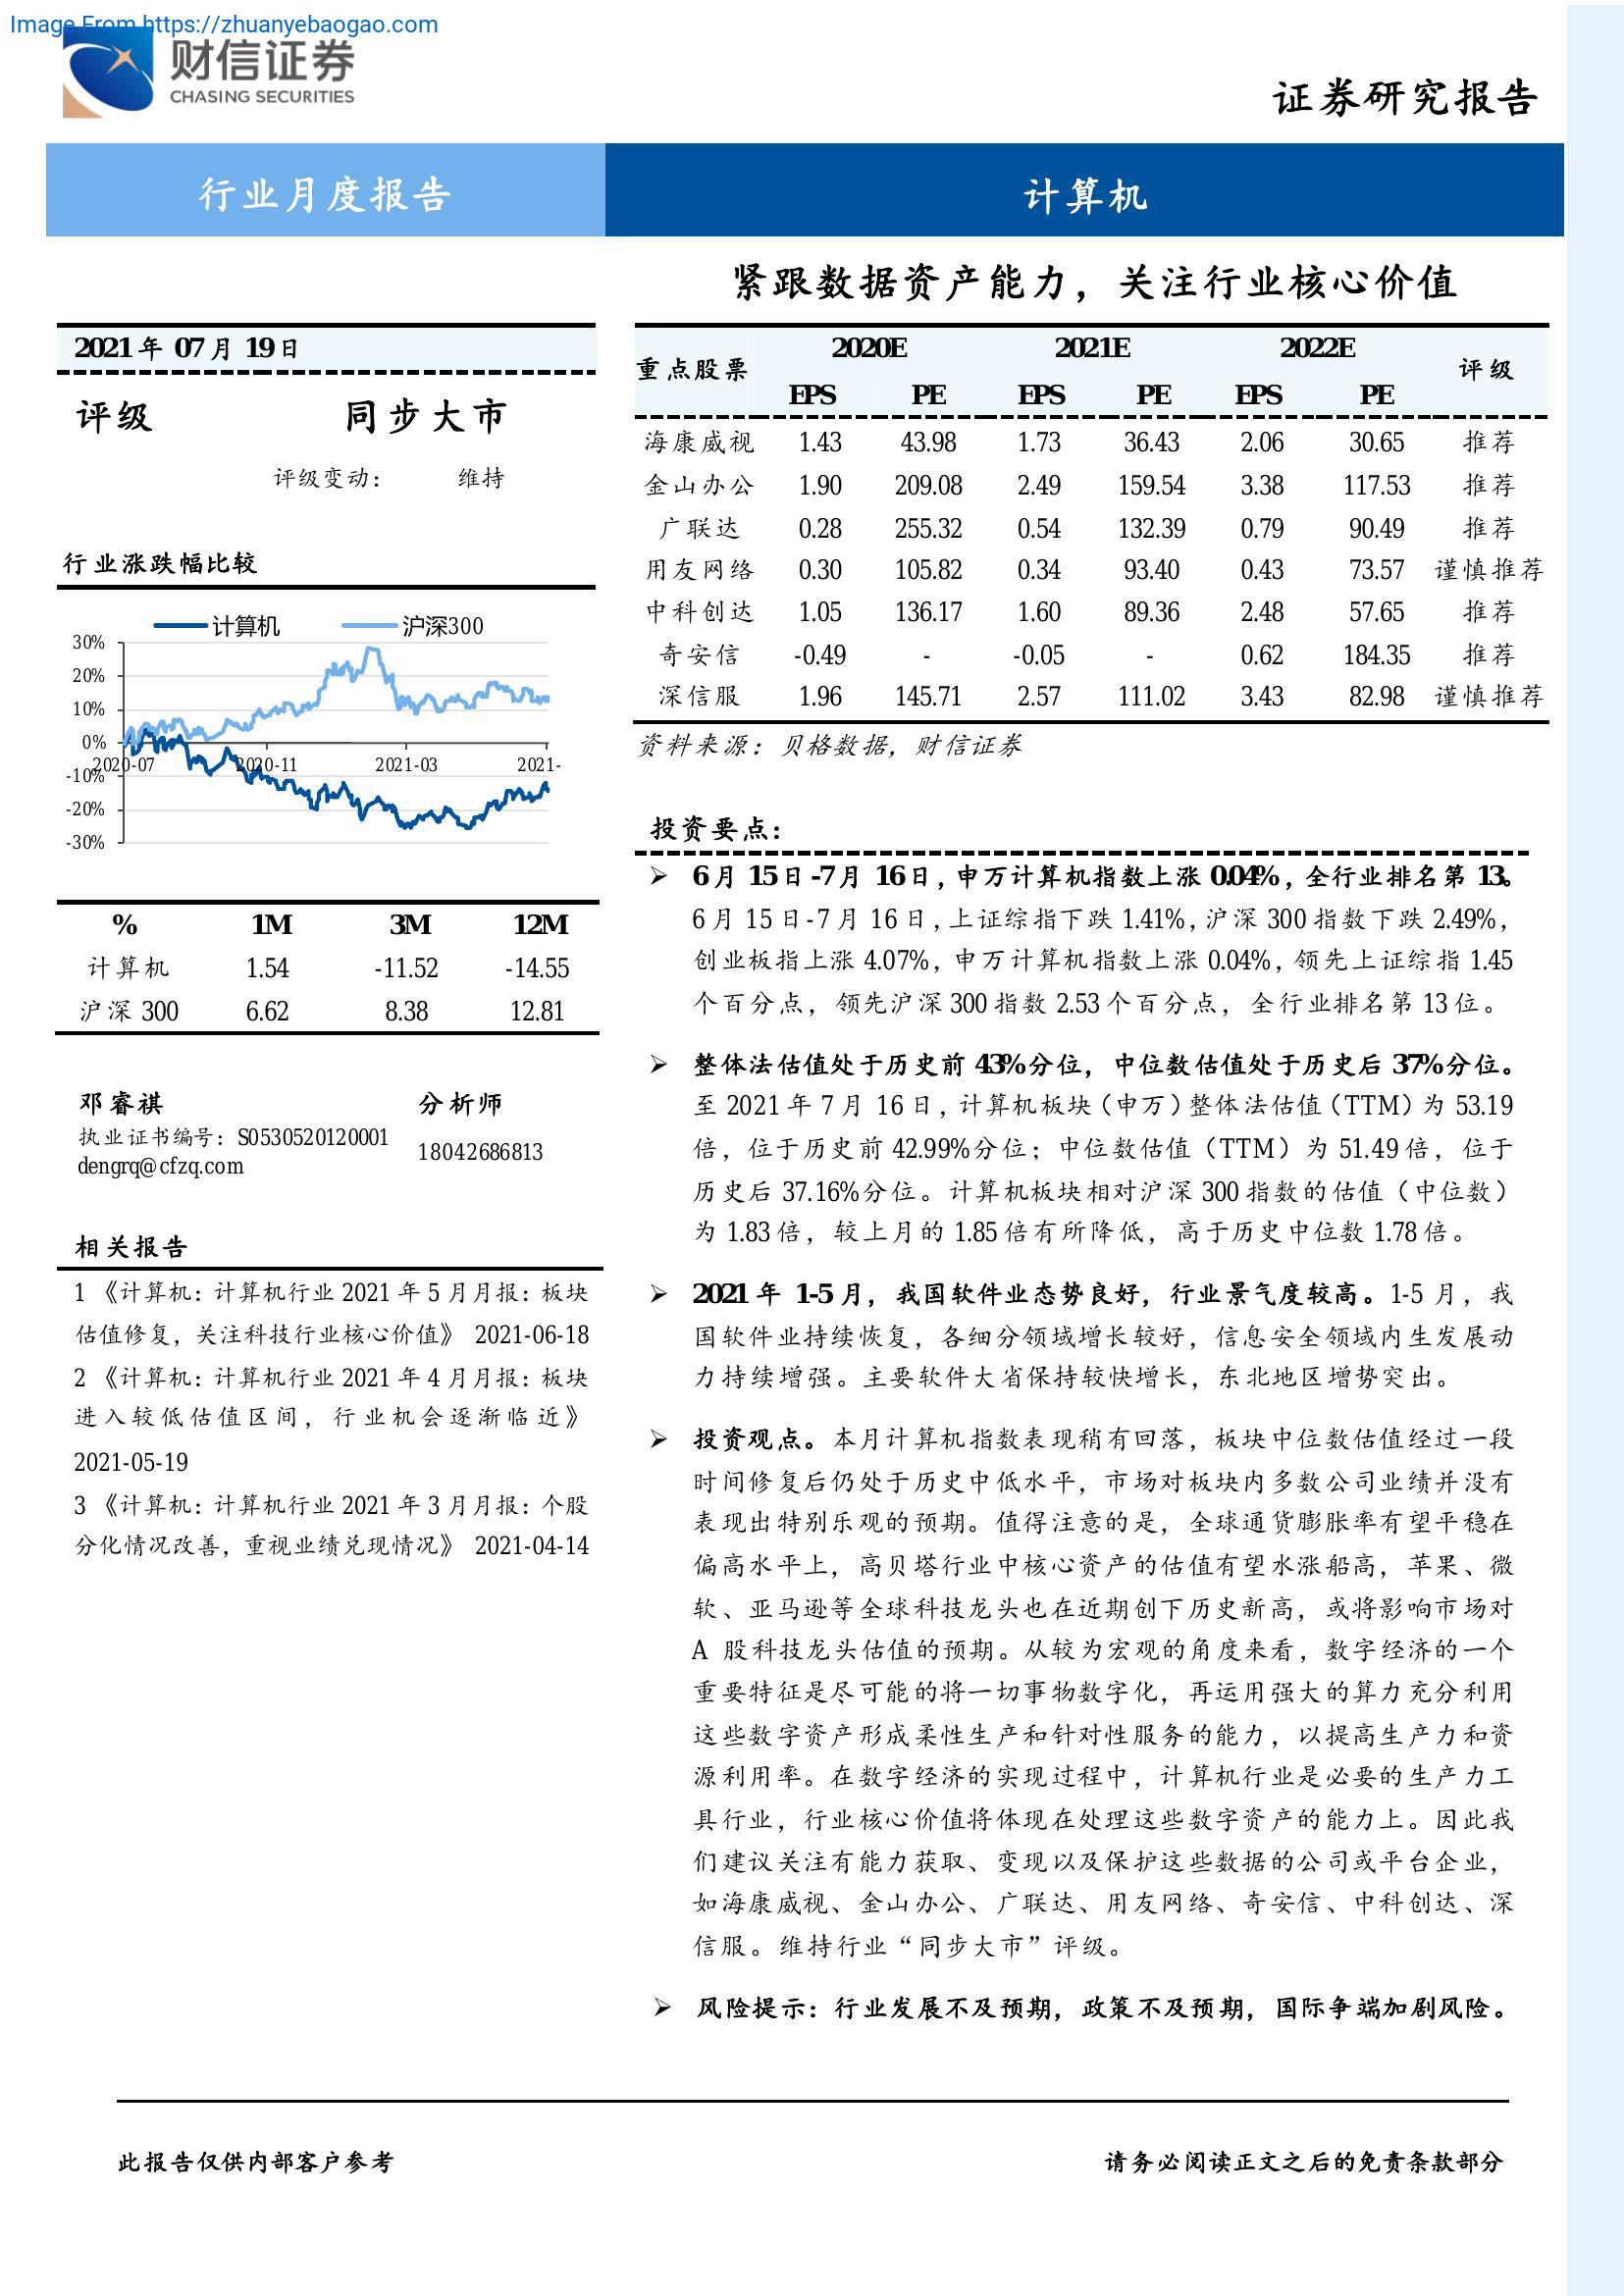 Image From https://zhuanyebaogao.com
财信证券
CHASING SECURITIES
证券研究报告
行业月度报告
计算机
紧跟数据资产能力，关注行业核心价值
2021 年 07 月 19 日
评级 同步大市
评级变动： 维持
行业涨跌幅比较
计算机 沪深300
30%
20%
10%
0%
-10%
-20%
-30%
2020-07 2020-11 2021-03 2021-
% 1M 3M 12M
计算机 1.54 -11.52 -14.55
沪深 300 6.62 8.38 12.81
邓睿祺 分析师
执业证书编号：S0530520120001
dengrq@cfzq.com 18042686813
相关报告
1 《计算机：计算机行业 2021 年 5 月月报：板块
估值修复，关注科技行业核心价值》 2021-06-18
2 《计算机：计算机行业 2021 年 4 月月报：板块
进入较低估值区间，行业机会逐渐临近》
2021-05-19
3 《计算机：计算机行业 2021 年 3 月月报：个股
分化情况改善，重视业绩兑现情况》 2021-04-14
重点股票 2020E 2021E 2022E 评级
EPS PE EPS PE EPS PE
海康威视 1.43 43.98 1.73 36.43 2.06 30.65 推荐
金山办公 1.90 209.08 2.49 159.54 3.38 117.53 推荐
广联达 0.28 255.32 0.54 132.39 0.79 90.49 推荐
用友网络 0.30 105.82 0.34 93.40 0.43 73.57 谨慎推荐
中科创达 1.05 136.17 1.60 89.36 2.48 57.65 推荐
奇安信 -0.49 - -0.05 - 0.62 184.35 推荐
深信服 1.96 145.71 2.57 111.02 3.43 82.98 谨慎推荐
资料来源：贝格数据，财信证券
投资要点：
➢ 6 月 15 日-7 月 16 日，申万计算机指数上涨 0.04%，全行业排名第 13。
6 月 15 日-7 月 16 日，上证综指下跌 1.41%，沪深 300 指数下跌 2.49%，
创业板指上涨 4.07%，申万计算机指数上涨 0.04%，领先上证综指 1.45
个百分点，领先沪深 300 指数 2.53 个百分点，全行业排名第 13 位。
➢ 整体法估值处于历史前 43%分位，中位数估值处于历史后 37%分位。
至 2021 年 7 月 16 日，计算机板块（申万）整体法估值（TTM）为 53.19
倍，位于历史前 42.99%分位；中位数估值（TTM）为 51.49 倍，位于
历史后 37.16%分位。计算机板块相对沪深 300 指数的估值（中位数）
为 1.83 倍，较上月的 1.85 倍有所降低，高于历史中位数 1.78 倍。
➢ 2021 年 1-5 月，我国软件业态势良好，行业景气度较高。1-5 月，我
国软件业持续恢复，各细分领域增长较好，信息安全领域内生发展动
力持续增强。主要软件大省保持较快增长，东北地区增势突出。
➢ 投资观点。本月计算机指数表现稍有回落，板块中位数估值经过一段
时间修复后仍处于历史中低水平，市场对板块内多数公司业绩并没有
表现出特别乐观的预期。值得注意的是，全球通货膨胀率有望平稳在
偏高水平上，高贝塔行业中核心资产的估值有望水涨船高，苹果、微
软、亚马逊等全球科技龙头也在近期创下历史新高，或将影响市场对
A 股科技龙头估值的预期。从较为宏观的角度来看，数字经济的一个
重要特征是尽可能的将一切事物数字化，再运用强大的算力充分利用
这些数字资产形成柔性生产和针对性服务的能力，以提高生产力和资
源利用率。在数字经济的实现过程中，计算机行业是必要的生产力工
具行业，行业核心价值将体现在处理这些数字资产的能力上。因此我
们建议关注有能力获取、变现以及保护这些数据的公司或平台企业，
如海康威视、金山办公、广联达、用友网络、奇安信、中科创达、深
信服。维持行业“同步大市”评级。
➢ 风险提示：行业发展不及预期，政策不及预期，国际争端加剧风险。
此报告仅供内部客户参考
请务必阅读正文之后的免责条款部分